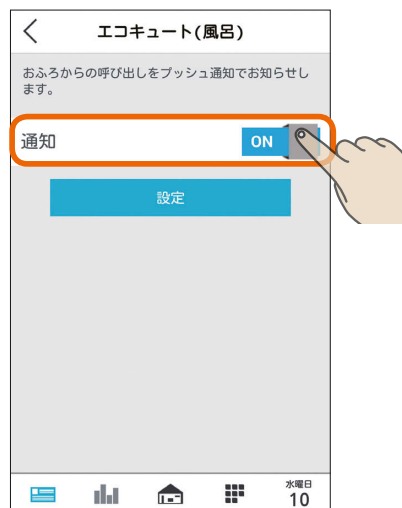 エコキュート(風呂)
おふろからの呼び出しをプッシュ通知でお知らせし
ます。
通知
ON
設定
水曜日
10